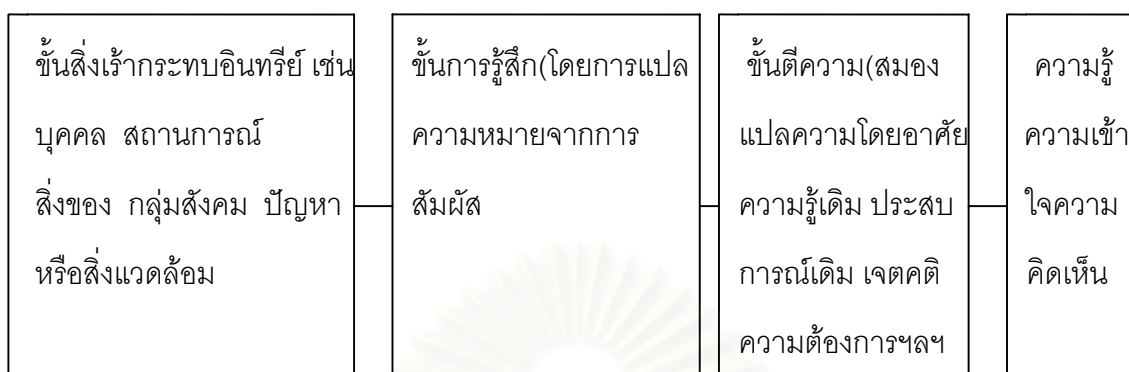 ขั้นสิ่งเร้ากระทบอินทรีย์ เช่น
บุคคล สถานการณ์
สิ่งของ กลุ่มสังคม ปัญหา
หรือสิ่งแวดล้อม
ขั้นการรู้สึก(โดยการแปล
ความหมายจากการ
สัมผัส
ขั้นตีความ(สมอง
แปลความโดยอาศัย
ความรู้เดิม ประสบ
การณ์เดิม เจตคติ
ความต้องการฯลฯ
ความรู้
ความเข้า
ใจความ
คิดเห็น